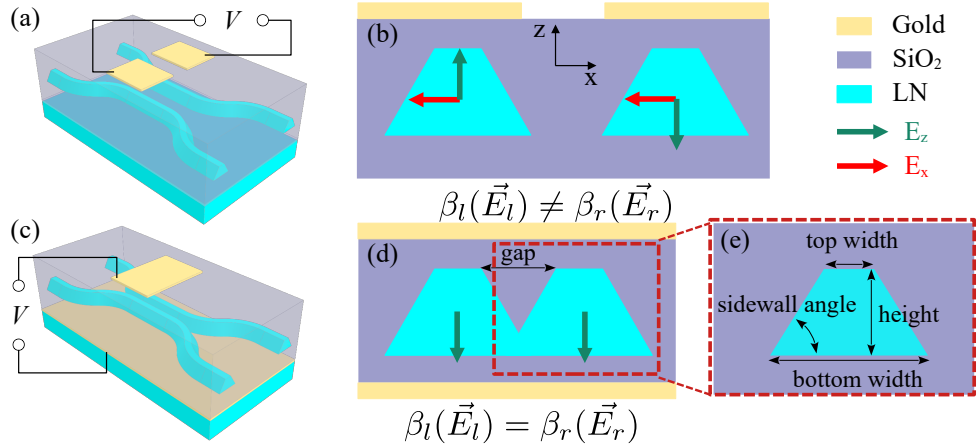 (a)
V
(b)
z
x
β_l(E⃗_l) ≠ β_r(E⃗_r)
Gold
SiO₂
LN
E_z
E_x
(c)
V
(d)
gap
β_l(E⃗_l) = β_r(E⃗_r)
(e)
top width
sidewall angle
height
bottom width